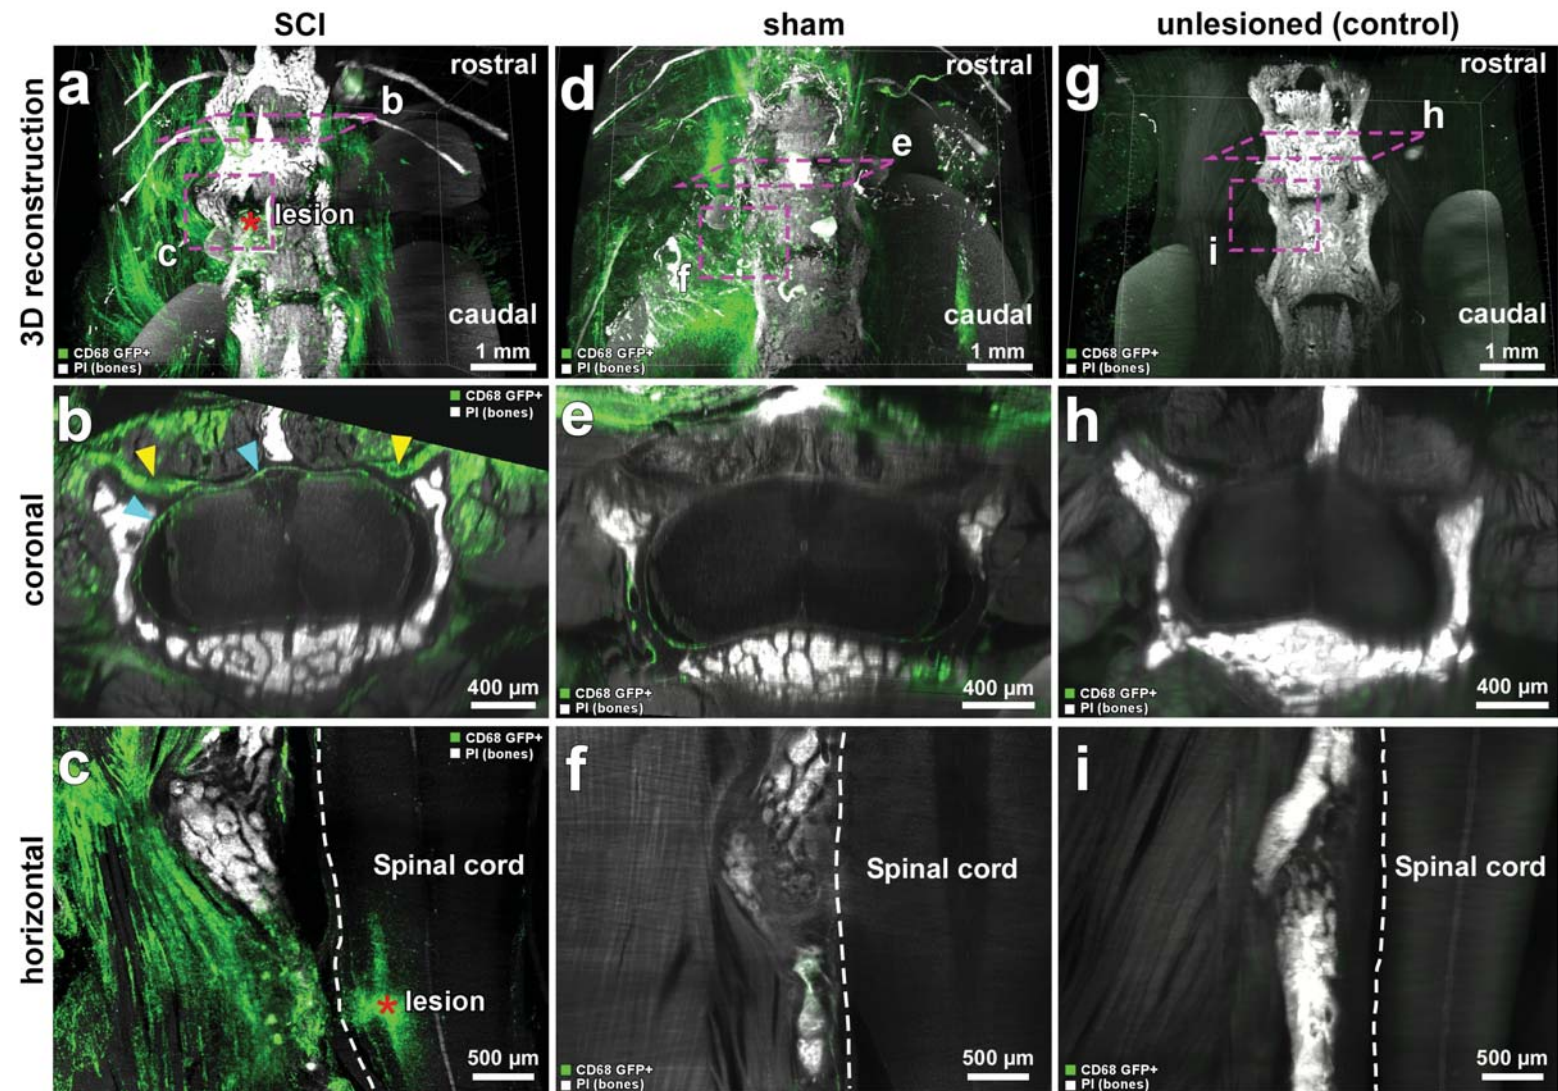 SCI
sham
unlesioned (control)
3D reconstruction
a
rostral
b
lesion
*
c
caudal
CD68 GFP+
PI (bones)
1 mm
d
rostral
e
f
caudal
CD68 GFP+
PI (bones)
1 mm
g
rostral
h
i
caudal
CD68 GFP+
PI (bones)
1 mm
coronal
b
CD68 GFP+
PI (bones)
400 µm
e
CD68 GFP+
PI (bones)
400 µm
h
CD68 GFP+
PI (bones)
400 µm
horizontal
c
CD68 GFP+
PI (bones)
Spinal cord
* lesion
500 µm
f
Spinal cord
CD68 GFP+
PI (bones)
500 µm
i
Spinal cord
CD68 GFP+
PI (bones)
500 µm